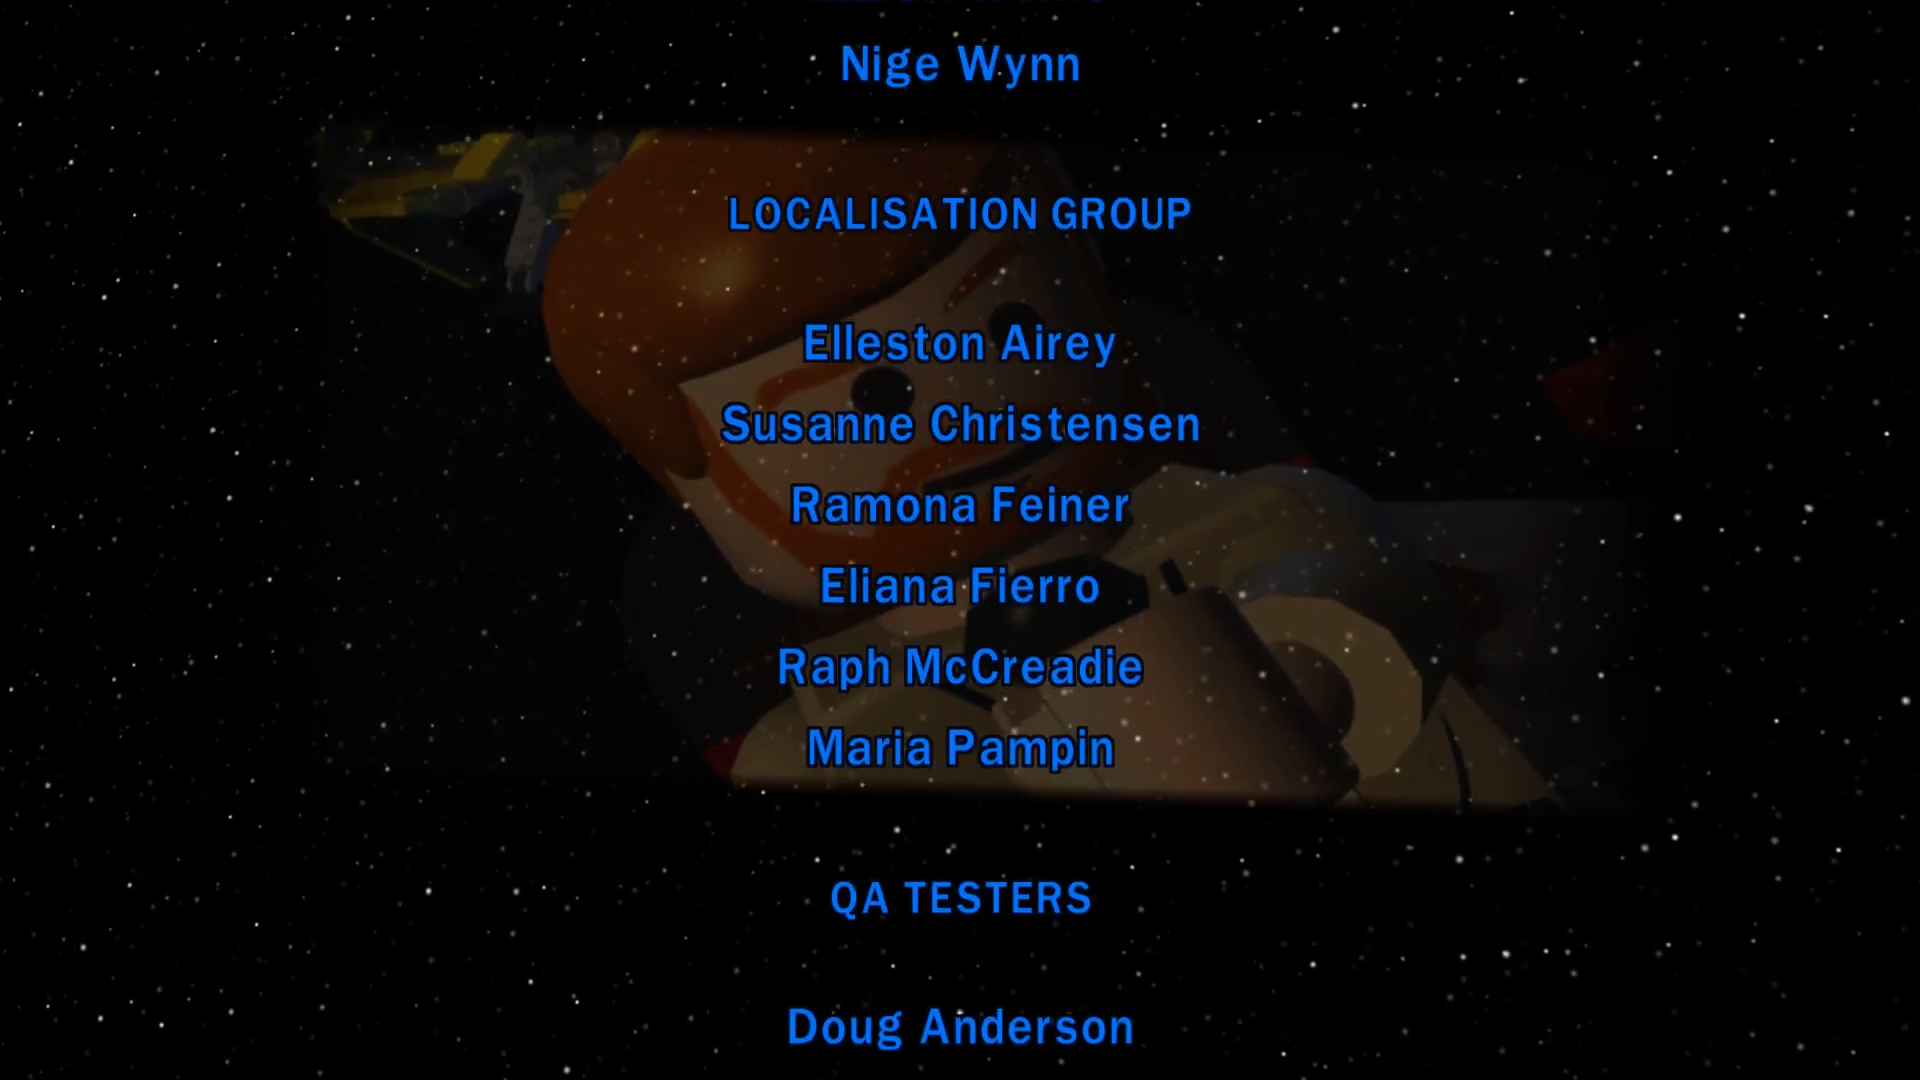 Nige Wynn
LOCALISATION GROUP
Elleston Airey
Susanne Christensen
Ramona Feiner
Eliana Fierro
Raph McCreadie
Maria Pampin
QA TESTERS
Doug Anderson